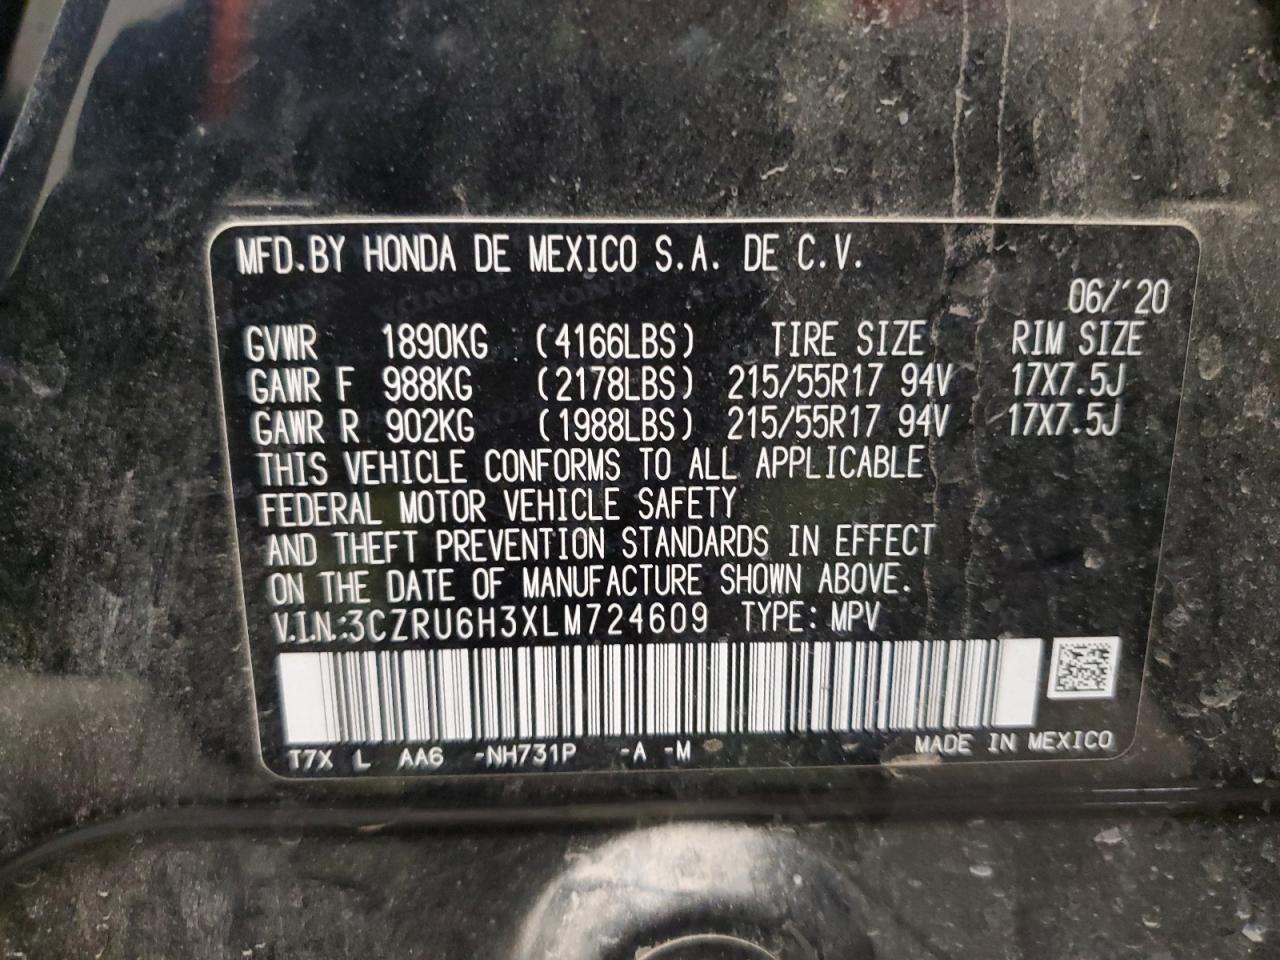 MFD.BY HONDA DE MEXICO S.A. DE C.V.
06/'20
GVWR 1890KG (4166LBS) TIRE SIZE RIM SIZE
GAWR F 988KG (2178LBS) 215/55R17 94V 17X7.5J
GAWR R 902KG (1988LBS) 215/55R17 94V 17X7.5J
THIS VEHICLE CONFORMS TO ALL APPLICABLE
FEDERAL MOTOR VEHICLE SAFETY
AND THEFT PREVENTION STANDARDS IN EFFECT
ON THE DATE OF MANUFACTURE SHOWN ABOVE.
V.I.N.:3CZRU6H3XLM724609 TYPE: MPV
T7X L AA6 -NH731P -A -M MADE IN MEXICO